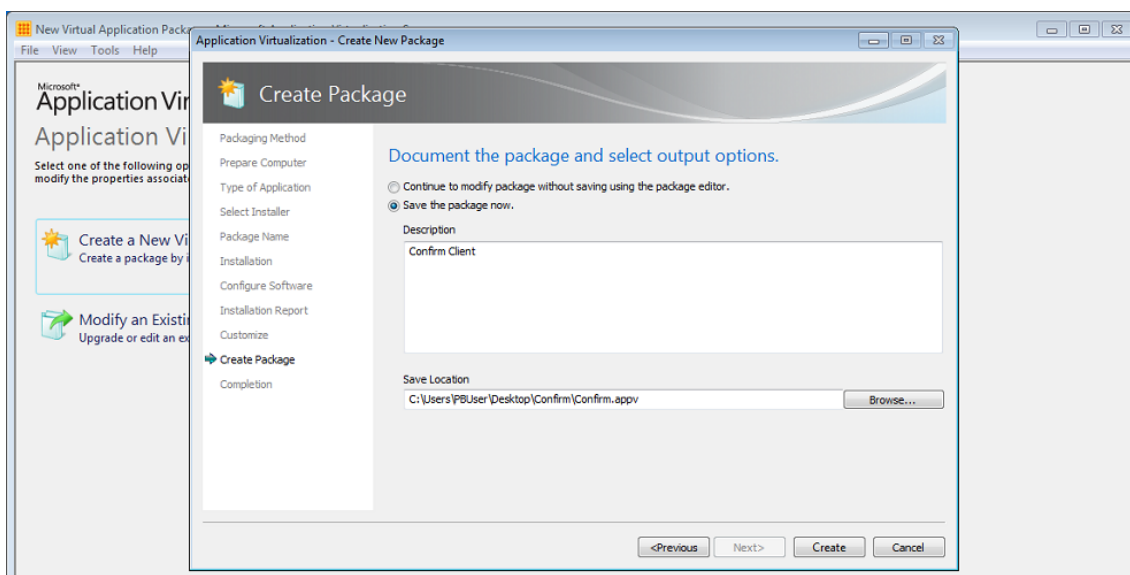 New Virtual Application Packa
File View Tools Help
Application Virtualization - Create New Package
Microsoft®
Application Vir
Application Vi
Select one of the following op
modify the properties associat
Create a New Vi
Create a package by i
Modify an Existi
Upgrade or edit an ex
Create Package
Packaging Method
Prepare Computer
Type of Application
Select Installer
Package Name
Installation
Configure Software
Installation Report
Customize
Create Package
Completion
Document the package and select output options.
Continue to modify package without saving using the package editor.
Save the package now.
Description
Confirm Client
Save Location
C:\Users\PBUser\Desktop\Confirm\Confirm.appv
Browse...
<Previous
Next>
Create
Cancel